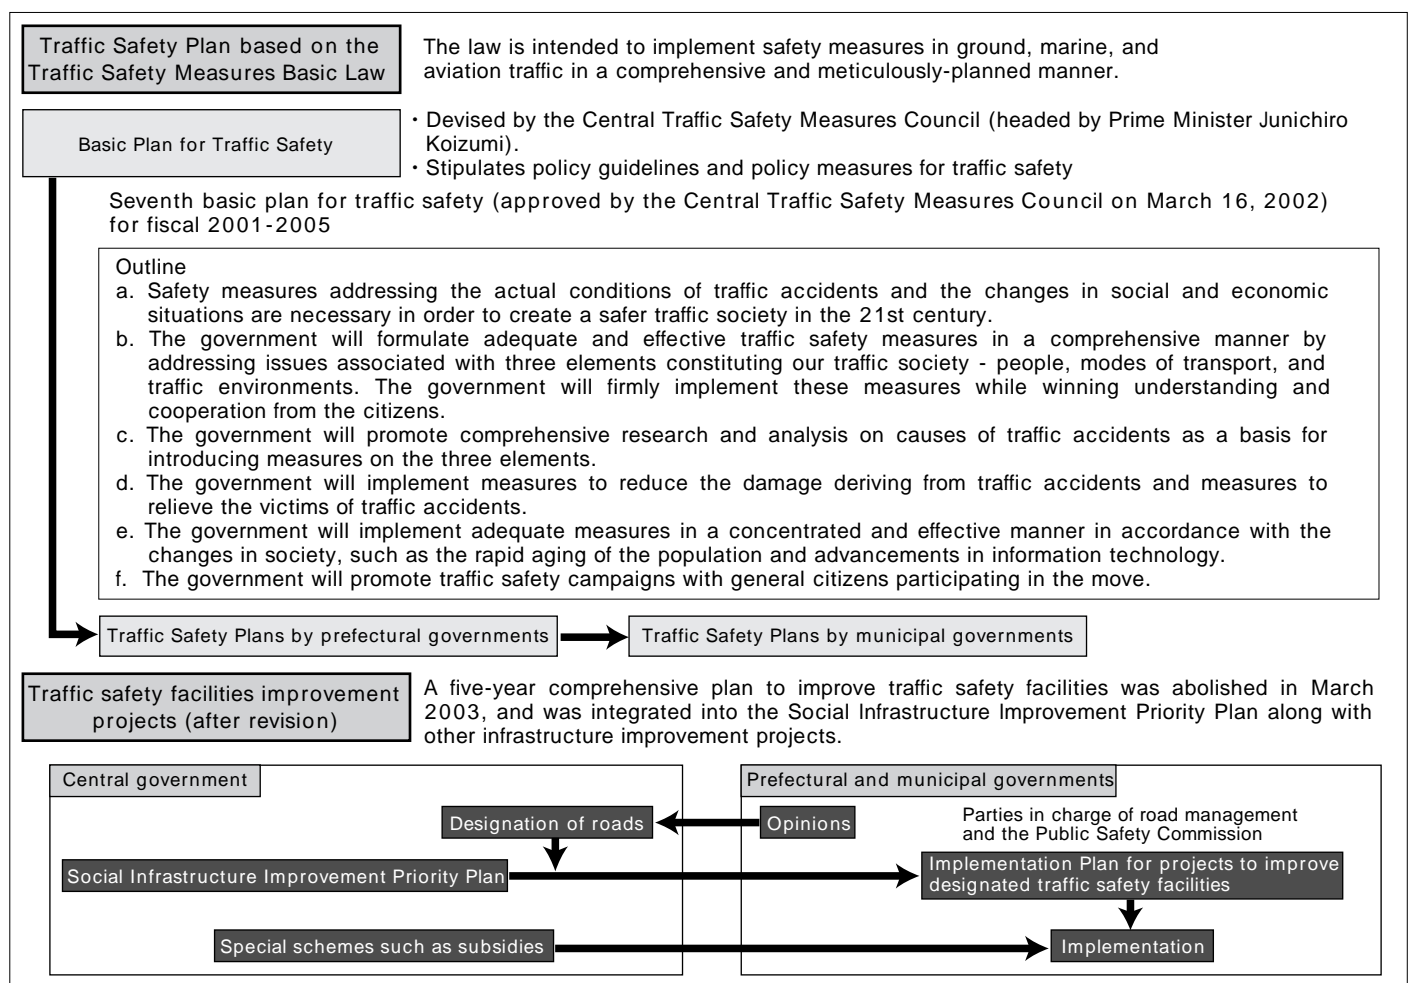 Traffic Safety Plan based on the
Traffic Safety Measures Basic Law
The law is intended to implement safety measures in ground, marine, and
aviation traffic in a comprehensive and meticulously-planned manner.
Basic Plan for Traffic Safety
・Devised by the Central Traffic Safety Measures Council (headed by Prime Minister Junichiro
Koizumi).
・Stipulates policy guidelines and policy measures for traffic safety
Seventh basic plan for traffic safety (approved by the Central Traffic Safety Measures Council on March 16, 2002)
for fiscal 2001-2005
Outline
a. Safety measures addressing the actual conditions of traffic accidents and the changes in social and economic
situations are necessary in order to create a safer traffic society in the 21st century.
b. The government will formulate adequate and effective traffic safety measures in a comprehensive manner by
addressing issues associated with three elements constituting our traffic society - people, modes of transport, and
traffic environments. The government will firmly implement these measures while winning understanding and
cooperation from the citizens.
c. The government will promote comprehensive research and analysis on causes of traffic accidents as a basis for
introducing measures on the three elements.
d. The government will implement measures to reduce the damage deriving from traffic accidents and measures to
relieve the victims of traffic accidents.
e. The government will implement adequate measures in a concentrated and effective manner in accordance with the
changes in society, such as the rapid aging of the population and advancements in information technology.
f. The government will promote traffic safety campaigns with general citizens participating in the move.
Traffic Safety Plans by prefectural governments
Traffic Safety Plans by municipal governments
Traffic safety facilities improvement
projects (after revision)
A five-year comprehensive plan to improve traffic safety facilities was abolished in March
2003, and was integrated into the Social Infrastructure Improvement Priority Plan along with
other infrastructure improvement projects.
Central government
Prefectural and municipal governments
Designation of roads
Opinions
Parties in charge of road management
and the Public Safety Commission
Social Infrastructure Improvement Priority Plan
Implementation Plan for projects to improve
designated traffic safety facilities
Special schemes such as subsidies
Implementation